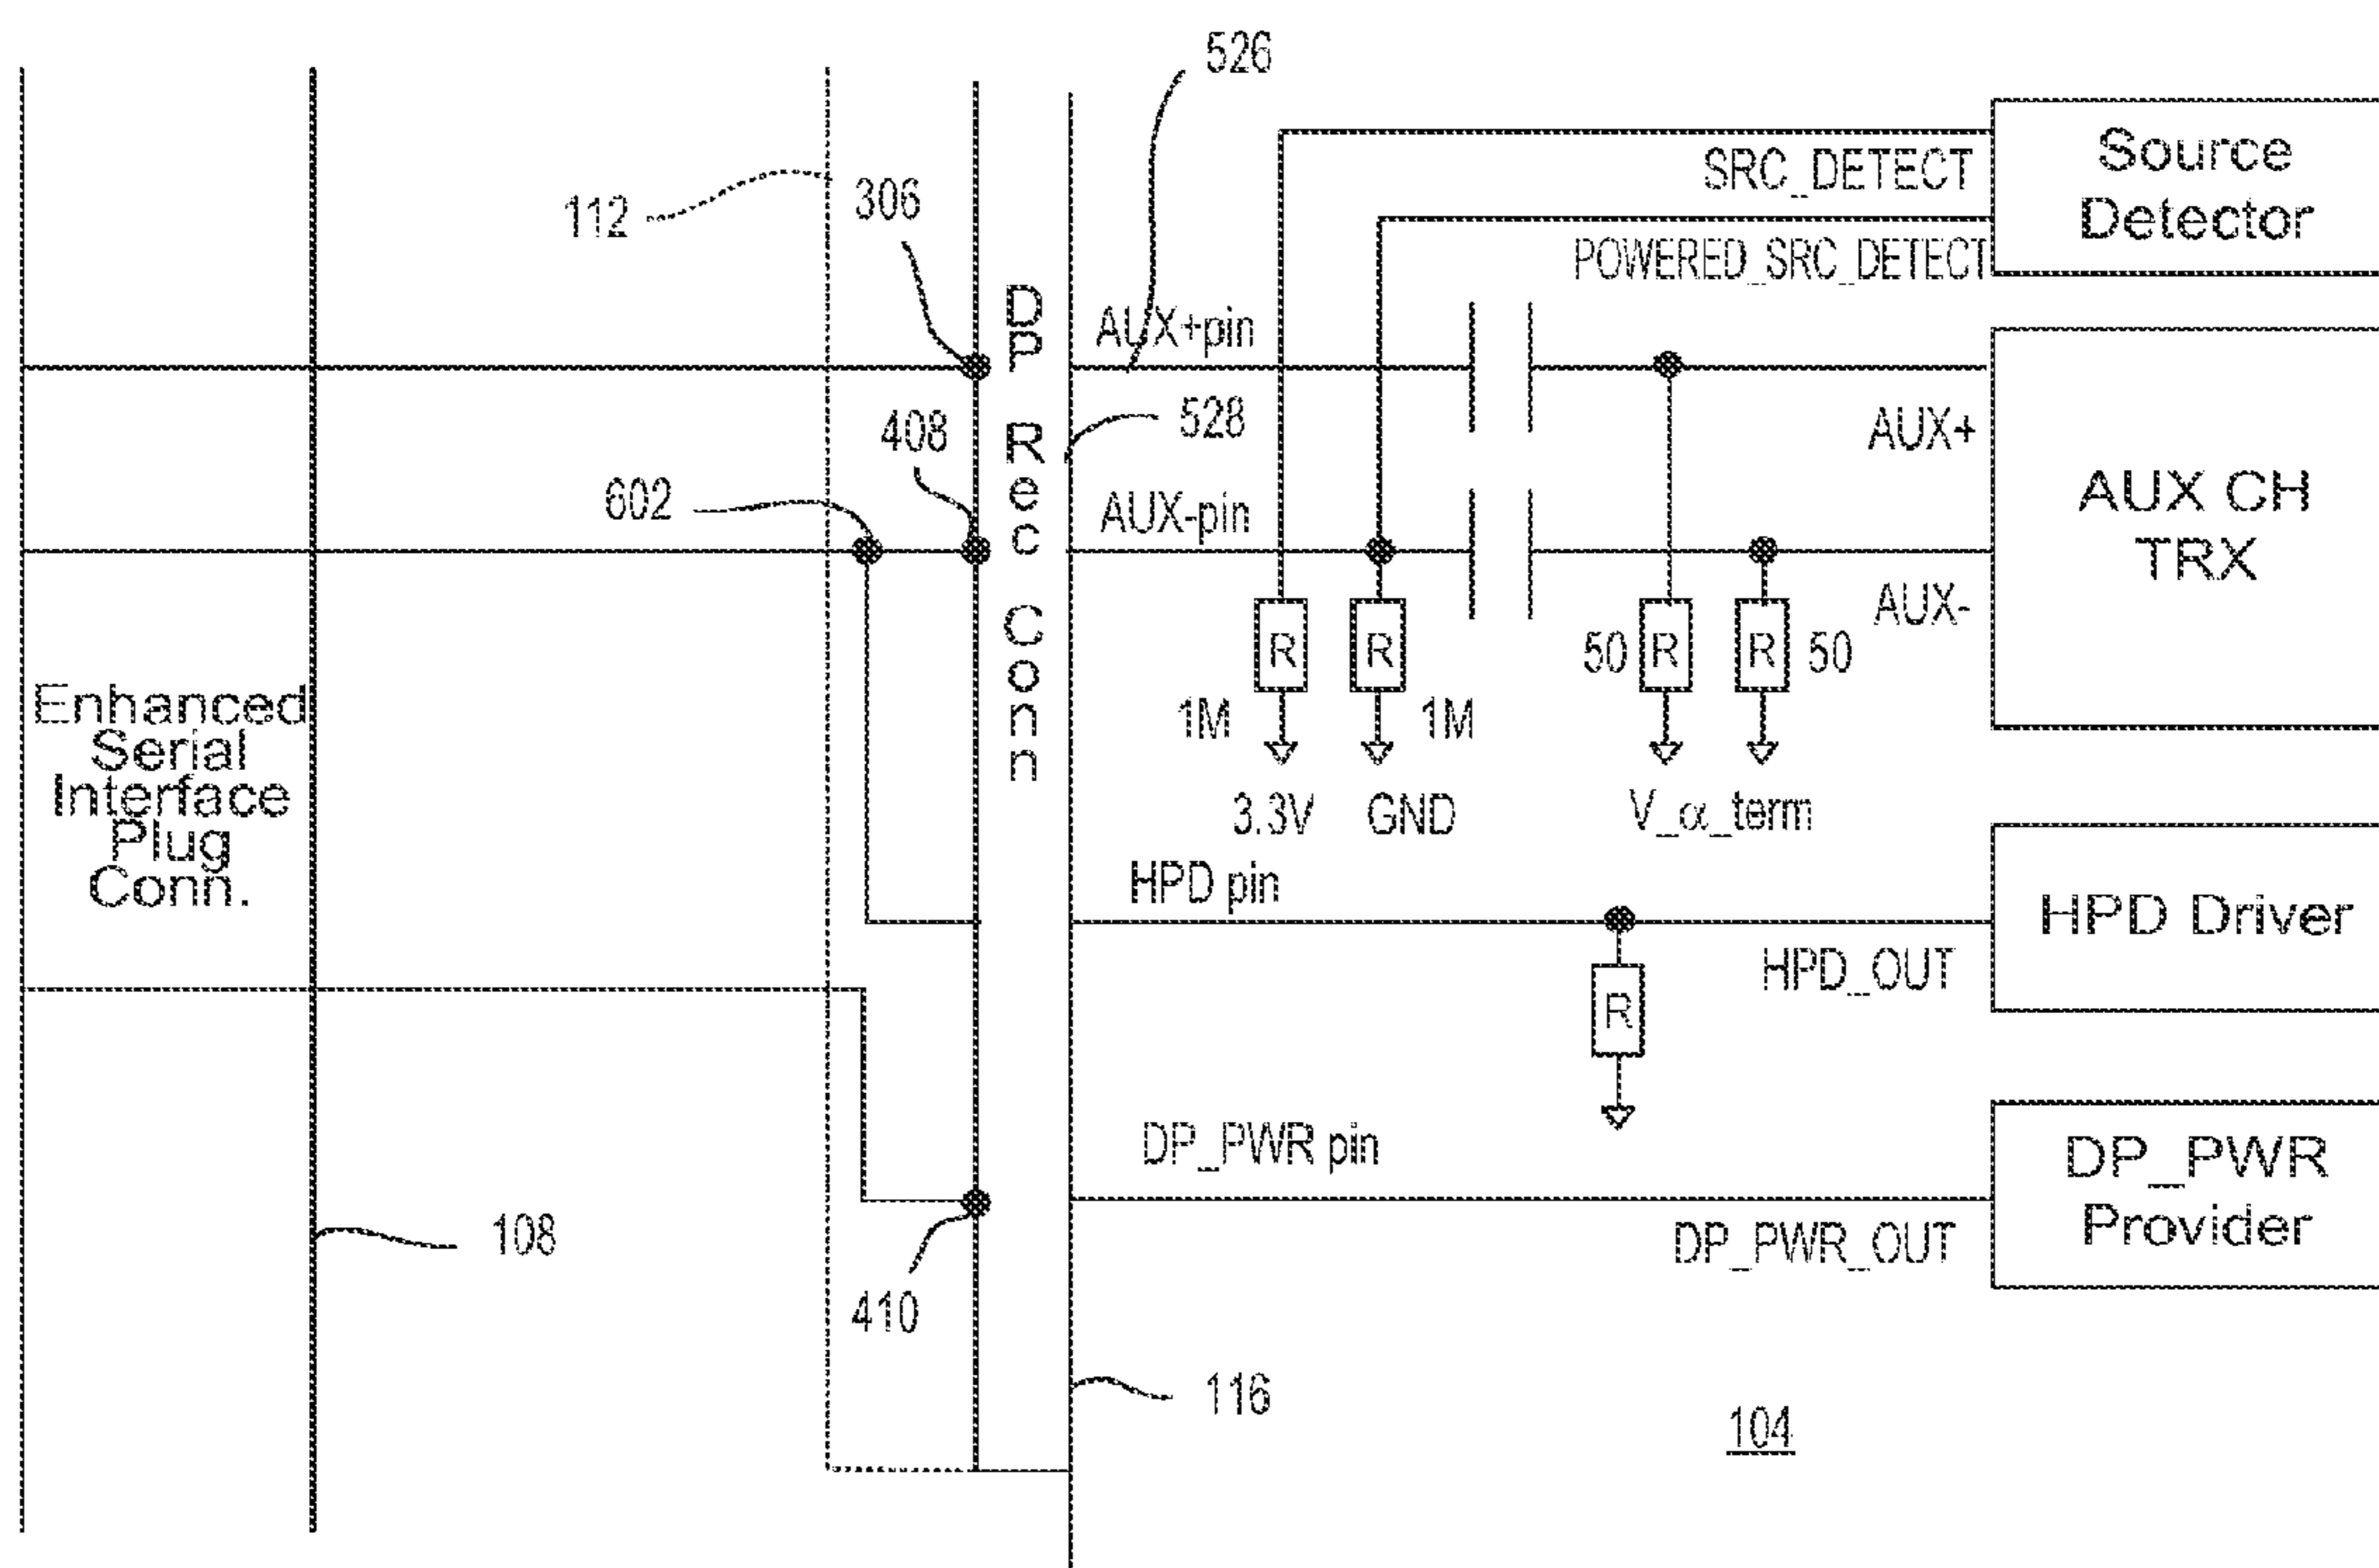 526
Source
Detector
SRC_DETECT
112
306
POWERED_SRC_DETECT
AUX+pin
DP Rec Conn
408
528
AUX+
602
AUX-pin
AUX CH
TRX
AUX-
R
R
50
R
R
50
1M
1M
Enhanced
Serial
Interface
Plug
Conn.
3.3V
GND
V_α_term
HPD pin
HPD Driver
HPD_OUT
R
DP_PWR pin
DP_PWR
Provider
108
DP_PWR_OUT
410
116
104